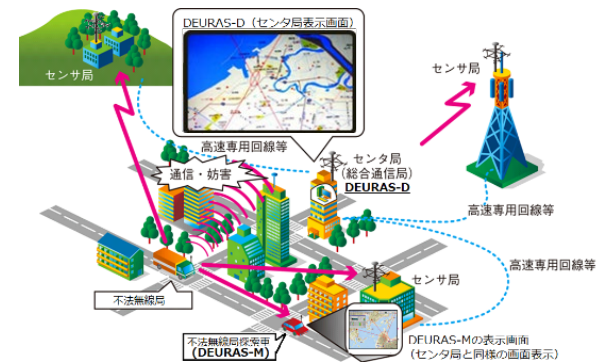 DEURAS-D(センタ局表示画面)
センサ局
センサ局
高速専用回線等
通信・妨害
センタ局
(総合通信局)
DEURAS-D
高速専用回線等
高速専用回線等
センサ局
不法無線局
不法無線局探索車
(DEURAS-M)
DEURAS-Mの表示画面
(センタ局と同様の画面表示)